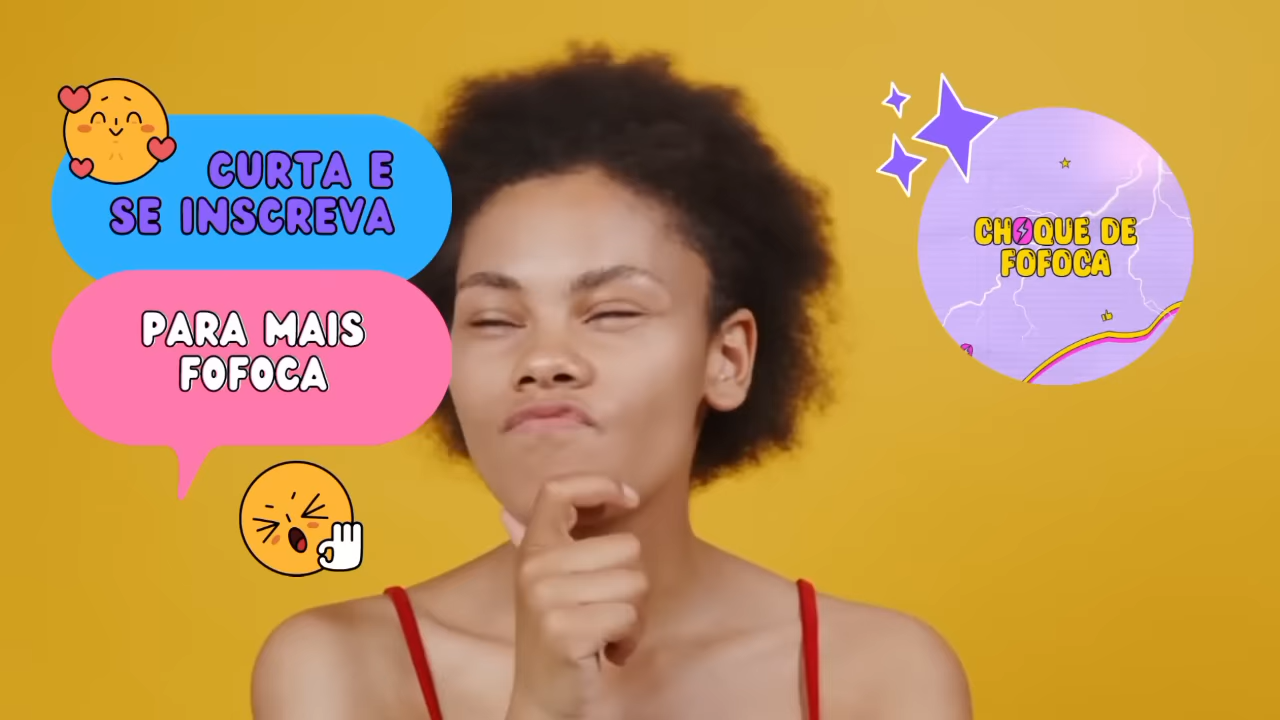 CURTA E
SE INSCREVA
PARA MAIS
FOFOCA
CHOQUE DE
FOFOCA